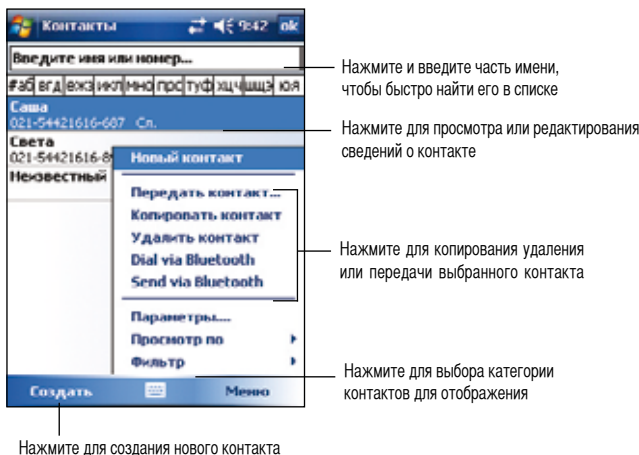 Контакты 9:42 ok
Введите имя или номер...
#аб вгд ежз икл мно прс туф хцч шщэ юя
Саша
021-54421616-687 Сл.
Света
021-54421616-8
Неизвестный
Новый контакт
Передать контакт...
Копировать контакт
Удалить контакт
Dial via Bluetooth
Send via Bluetooth
Параметры....
Просмотр по
Фильтр
Создать Меню
Нажмите и введите часть имени,
чтобы быстро найти его в списке
Нажмите для просмотра или редактирования
сведений о контакте
Нажмите для копирования удаления
или передачи выбранного контакта
Нажмите для выбора категории
контактов для отображения
Нажмите для создания нового контакта